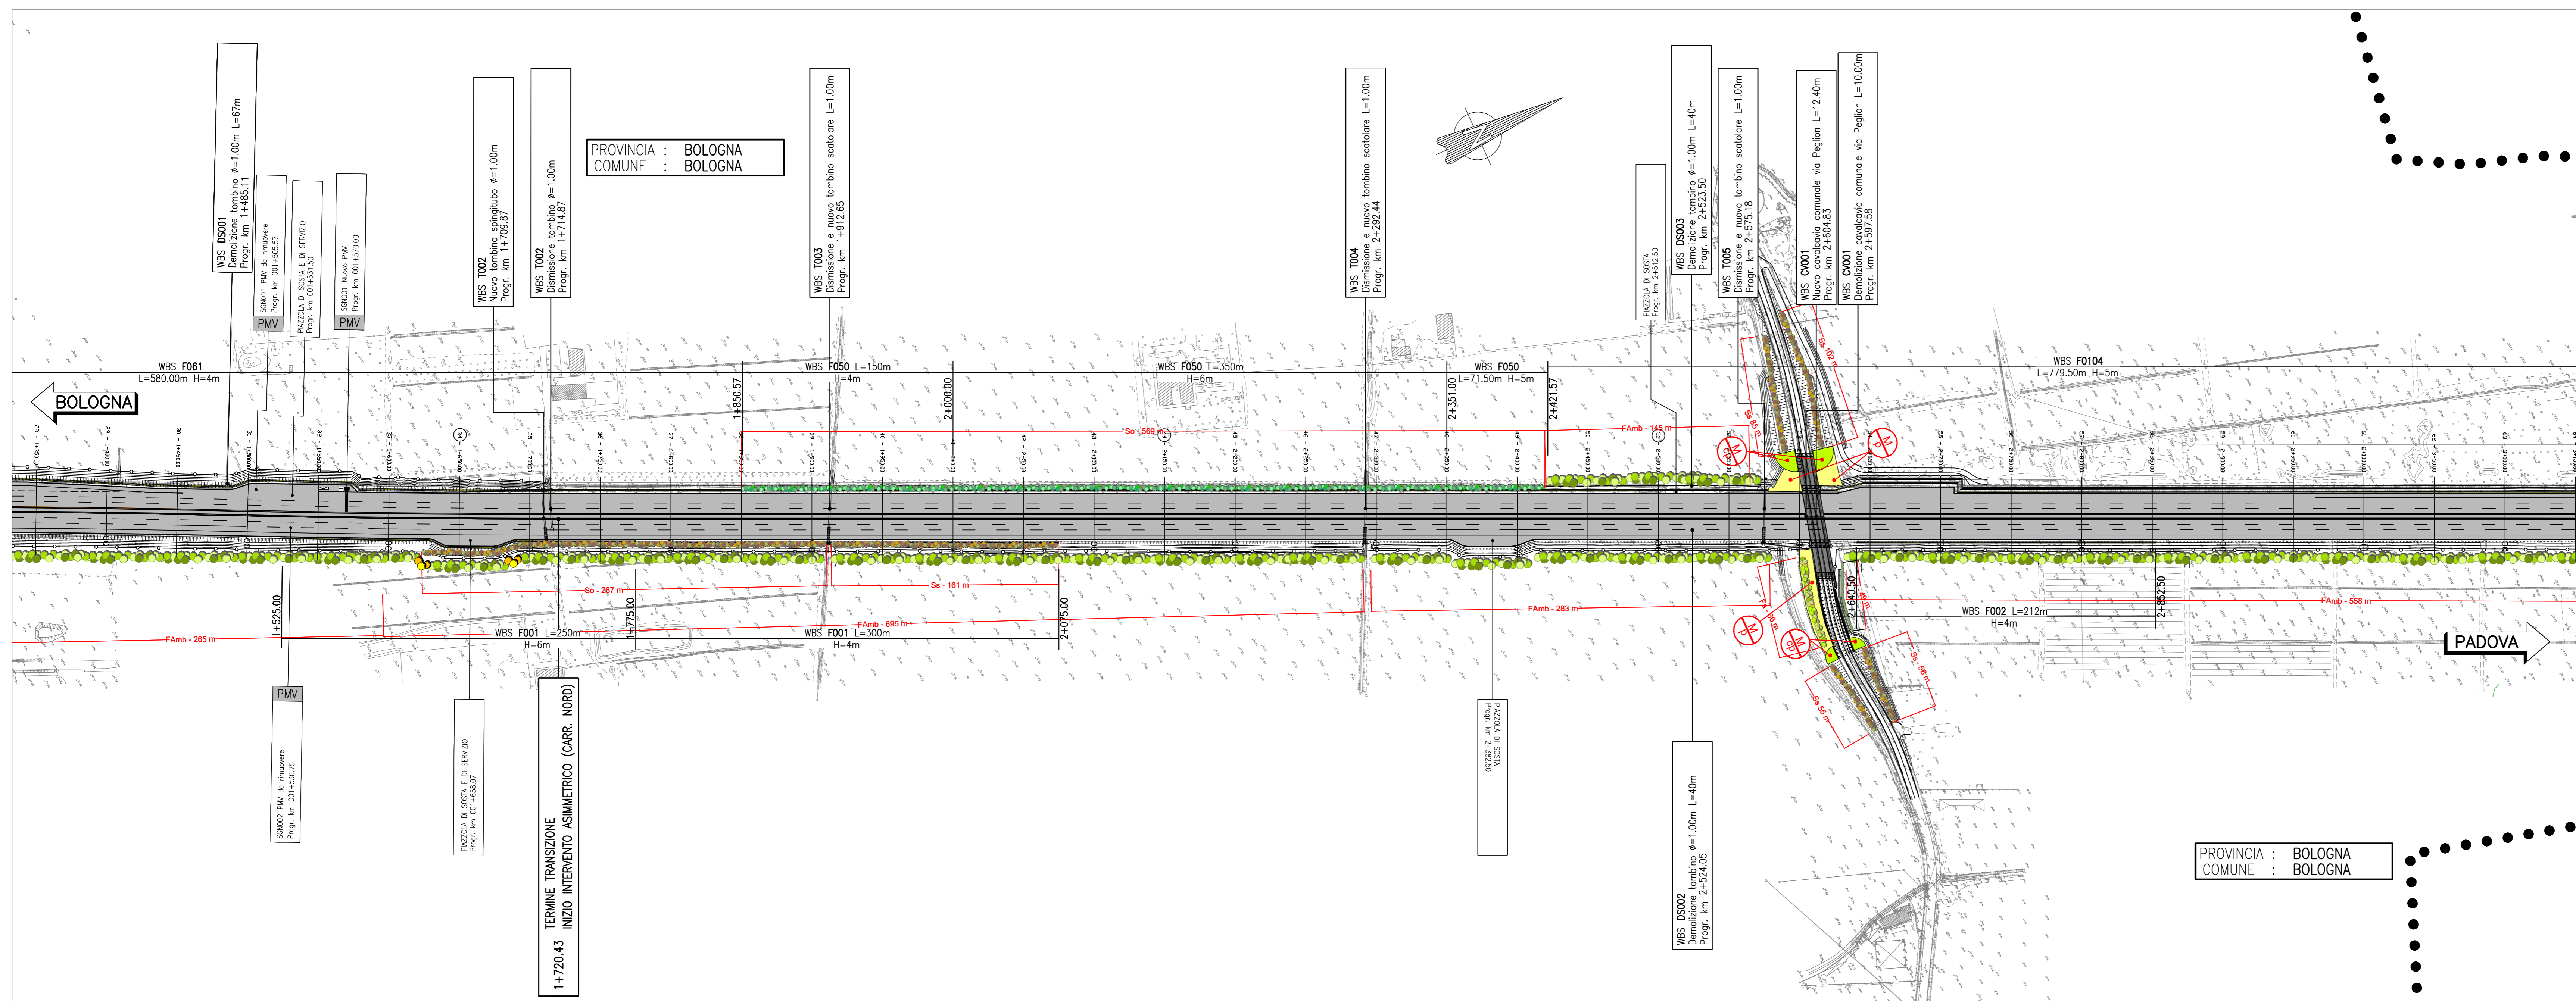 WBS DS001
Demolizione tombino ø=1.00m L=67m
Progr. km 1+485.11
SGN001 PMV da rimuovere
Progr. km 001+505.57
PMV
PIAZZOLA DI SOSTA E DI SERVIZIO
Progr. km 001+531.50
SGN001 Nuovo PMV
Progr. km 001+570.00
PMV
WBS T002
Nuovo tombino spingitubo ø=1.00m
Progr. km 1+709.87
WBS T002
Dismissione tombino ø=1.00m
Progr. km 1+714.87
PROVINCIA : BOLOGNA
COMUNE : BOLOGNA
WBS T003
Dismissione e nuovo tombino scatolare L=1.00m
Progr. km 1+912.65
WBS T004
Dismissione e nuovo tombino scatolare L=1.00m
Progr. km 2+292.44
PIAZZOLA DI SOSTA
Progr. km 2+512.50
WBS DS003
Demolizione tombino ø=1.00m L=40m
Progr. km 2+523.50
WBS T005
Dismissione e nuovo tombino scatolare L=1.00m
Progr. km 2+575.18
WBS CV001
Nuovo cavalcavia comunale via Peglion L=12.40m
Progr. km 2+604.83
WBS CV001
Demolizione cavalcavia comunale via Peglion L=10.00m
Progr. km 2+597.58
WBS F061
L=580.00m H=4m
BOLOGNA
WBS F050 L=150m
H=4m
WBS F050 L=350m
H=6m
WBS F050
L=71.50m H=5m
WBS F0104
L=779.50m H=5m
1+850.57
2+000.00
2+351.00
2+421.57
So - 569 m
FAmb - 145 m
Ss 85 m
Ss 102 m
M
cp
M
p
So - 287 m
Ss - 161 m
FAmb - 265 m
FAmb - 695 m
FAmb - 283 m
FAmb - 558 m
1+525.00
1+775.00
2+075.00
WBS F001 L=250m
H=6m
WBS F001 L=300m
H=4m
2+640.50
2+852.50
WBS F002 L=212m
H=4m
M
p
M
cp
Ss 55 m
Ss - 56 m
PADOVA
PMV
SGN002 PMV da rimuovere
Progr. km 001+530.75
PIAZZOLA DI SOSTA E DI SERVIZIO
Progr. km 001+658.07
1+720.43 TERMINE TRANSIZIONE
INIZIO INTERVENTO ASIMMETRICO (CARR. NORD)
PIAZZOLA DI SOSTA
Progr. km 2+382.50
WBS DS002
Demolizione tombino ø=1.00m L=40m
Progr. km 2+524.05
PROVINCIA : BOLOGNA
COMUNE : BOLOGNA